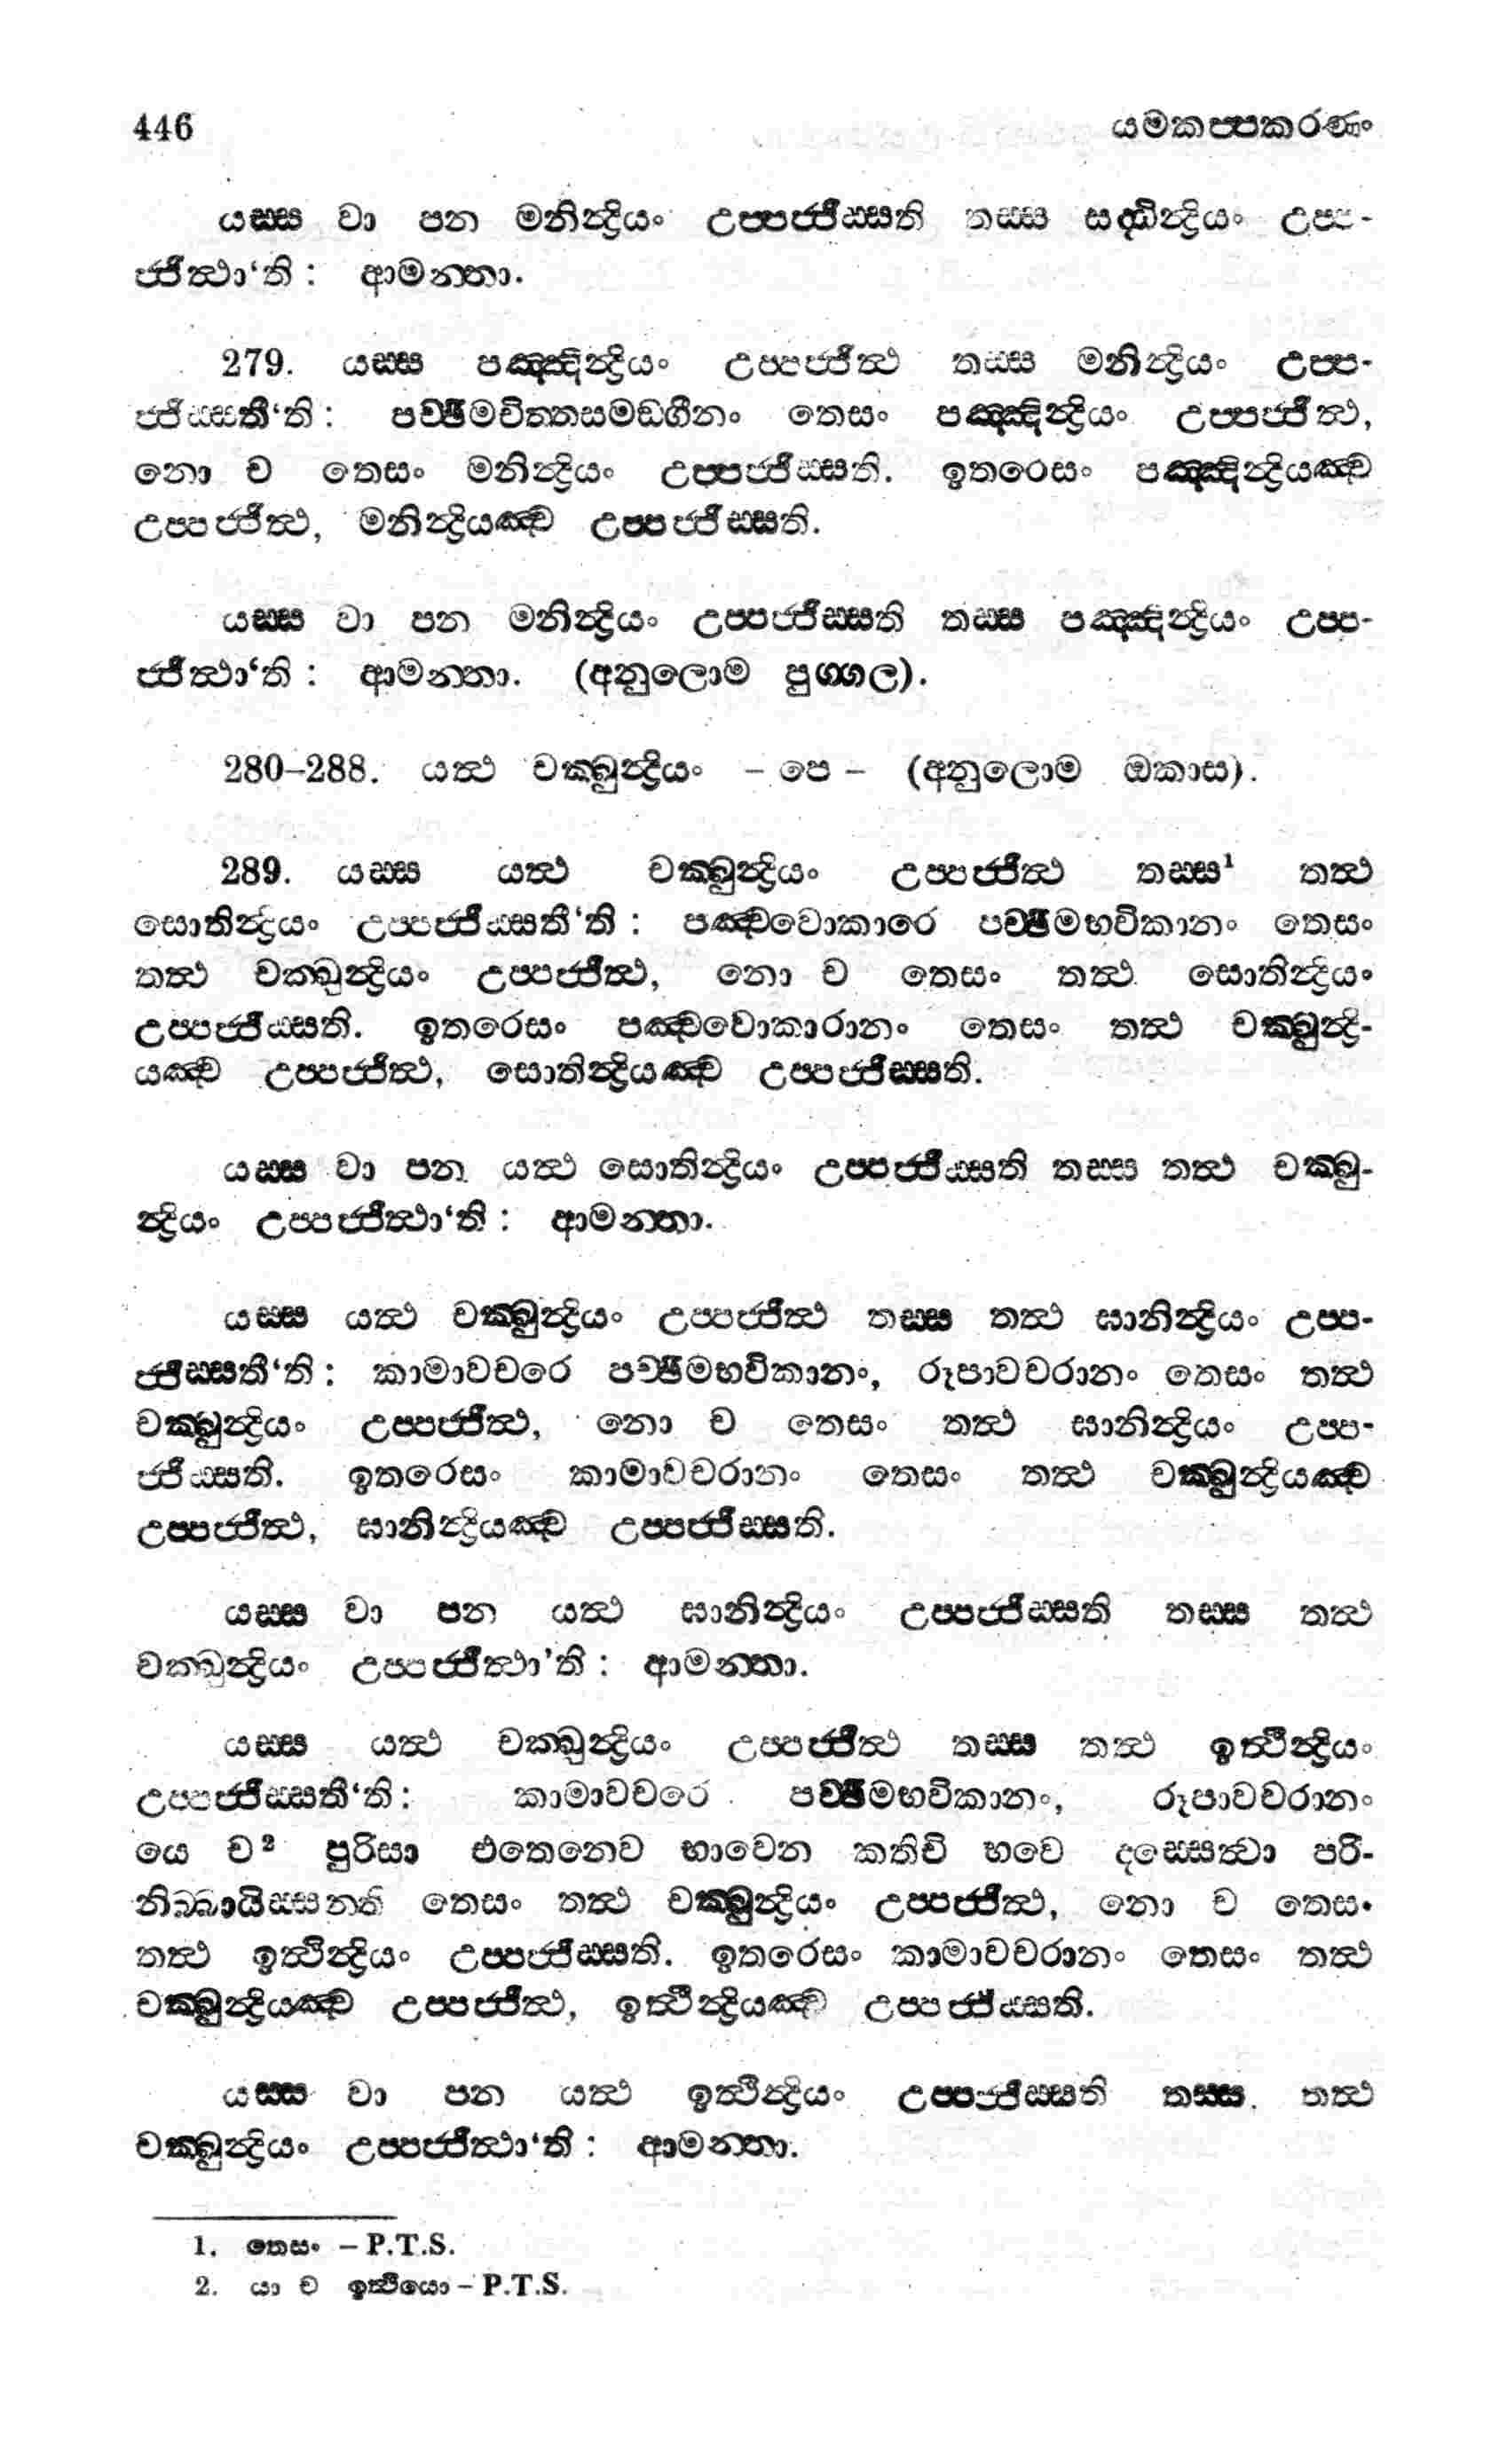 446 යමකප්පකරණං
යස්ස වා පන මනින්ද්‍රියං උප්පජ්ජිස්සති තස්ස සද්ධින්ද්‍රියං උප්ප-
ජ්ජිත්ථා‘ති : ආමන්තා.
279. යස්ස පඤ්ඤින්ද්‍රියං උප්පජ්ජිත්ථ තස්ස මනින්ද්‍රියං උප්ප-
ජ්ජිස්සතී‘ති : පච්ඡිමචිත්තසමඞ්ගීනං තෙසං පඤ්ඤින්ද්‍රියං උප්පජ්ජිත්ථ,
නො ච තෙසං මනින්ද්‍රියං උප්පජ්ජිස්සති. ඉතරෙසං පඤ්ඤින්ද්‍රියඤ්ච
උප්පජ්ජිත්ථ, මනින්ද්‍රියඤ්ච උප්පජ්ජිස්සති.
යස්ස වා පන මනින්ද්‍රියං උප්පජ්ජිස්සති තස්ස පඤ්ඤින්ද්‍රියං උප්ප-
ජ්ජිත්ථා‘ති : ආමන්තා. (අනුලොම පුග්ගල).
280–288. යත්ථ චක්ඛුන්ද්‍රියං – පෙ – (අනුලොම ඔකාස).
289. යස්ස යත්ථ චක්ඛුන්ද්‍රියං උප්පජ්ජිත්ථ තස්ස¹ තත්ථ
සොතින්ද්‍රියං උප්පජ්ජිස්සතී‘ති : පඤ්චවොකාරෙ පච්ඡිමභවිකානං තෙසං
තත්ථ චක්ඛුන්ද්‍රියං උප්පජ්ජිත්ථ, නො ච තෙසං තත්ථ සොතින්ද්‍රියං
උප්පජ්ජිස්සති. ඉතරෙසං පඤ්චවොකාරානං තෙසං තත්ථ චක්ඛුන්ද්‍රි-
යඤ්ච උප්පජ්ජිත්ථ, සොතින්ද්‍රියඤ්ච උප්පජ්ජිස්සති.
යස්ස වා පන යත්ථ සොතින්ද්‍රියං උප්පජ්ජිස්සති තස්ස තත්ථ චක්ඛු-
න්ද්‍රියං උප්පජ්ජිත්ථා‘ති : ආමන්තා.
යස්ස යත්ථ චක්ඛුන්ද්‍රියං උප්පජ්ජිත්ථ තස්ස තත්ථ ඝානින්ද්‍රියං උප්ප-
ජ්ජිස්සතී‘ති : කාමාවචරෙ පච්ඡිමභවිකානං, රූපාවචරානං තෙසං තත්ථ
චක්ඛුන්ද්‍රියං උප්පජ්ජිත්ථ, නො ච තෙසං තත්ථ ඝානින්ද්‍රියං උප්ප-
ජ්ජිස්සති. ඉතරෙසං කාමාවචරානං තෙසං තත්ථ චක්ඛුන්ද්‍රියඤ්ච
උප්පජ්ජිත්ථ, ඝානින්ද්‍රියඤ්ච උප්පජ්ජිස්සති.
යස්ස වා පන යත්ථ ඝානින්ද්‍රියං උප්පජ්ජිස්සති තස්ස තත්ථ
චක්ඛුන්ද්‍රියං උප්පජ්ජිත්ථා’ති : ආමන්තා.
යස්ස යත්ථ චක්ඛුන්ද්‍රියං උප්පජ්ජිත්ථ තස්ස තත්ථ ඉත්ථින්ද්‍රියං
උප්පජ්ජිස්සතී‘ති : කාමාවචරෙ පච්ඡිමභවිකානං, රූපාවචරානං
යෙ ච² පුරිසා එතෙනෙව භාවෙන කතිචි භවෙ දස්සෙත්වා පරි-
නිබ්බායිස්සන්ති තෙසං තත්ථ චක්ඛුන්ද්‍රියං උප්පජ්ජිත්ථ, නො ච තෙසං
තත්ථ ඉත්ථින්ද්‍රියං උප්පජ්ජිස්සති. ඉතරෙසං කාමාවචරානං තෙසං තත්ථ
චක්ඛුන්ද්‍රියඤ්ච උප්පජ්ජිත්ථ, ඉත්ථින්ද්‍රියඤ්ච උප්පජ්ජිස්සති.
යස්ස වා පන යත්ථ ඉත්ථින්ද්‍රියං උප්පජ්ජිස්සති තස්ස තත්ථ
චක්ඛුන්ද්‍රියං උප්පජ්ජිත්ථා‘ති : ආමන්තා.
1. තෙසං – P.T.S.
2. යා ච ඉත්ථියො – P.T.S.